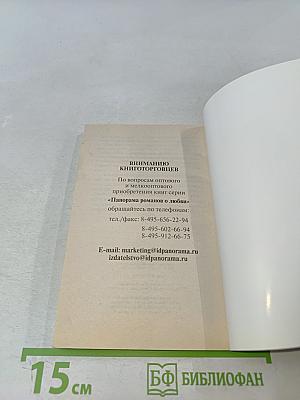 ВНИМАНИЮ
КНИГОТОРГОВЦЕВ
По вопросам оптового
и мелкооптового
приобретения книг серии
«Панорама романов о любви»
обращайтесь по телефонам:
тел./факс: 8-495-656-22-94
8-495-602-66-94
8-495-912-66-75
E-mail: marketing@idpanorama.ru
izdatelstvo@idpanorama.ru
15 см
БФ БИБЛИОФАН